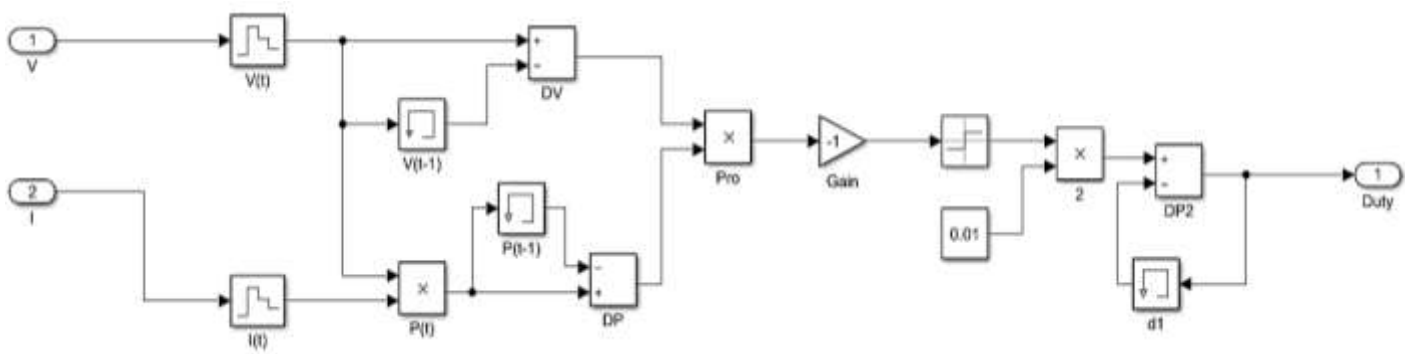 1
V
V(t)
+
−
DV
V(t-1)
2
I
I(t)
P(t-1)
×
P(t)
−
+
DP
×
Pro
-1
Gain
0.01
×
2
+
−
DP2
d1
1
Duty